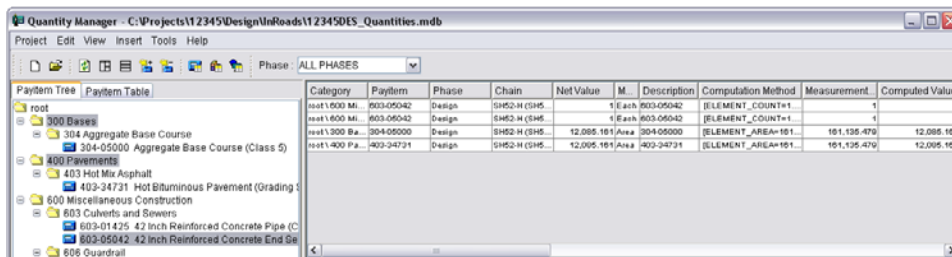 Quantity Manager - C:\Projects\12345\Design\InRoads\12345DES_Quantities.mdb
Project Edit View Insert Tools Help
Phase: ALL PHASES
Payitem Tree Payitem Table
Category Payitem Phase Chain Net Value M... Description Computation Method Measurement... Computed Value
root\600 Mi... 603-05042 Design SH52-H (SH5... 1 Each 603-05042 [ELEMENT_COUNT=1... 1
root\600 Mi... 603-05042 Design SH52-H (SH5... 1 Each 603-05042 [ELEMENT_COUNT=1... 1
root\300 Ba... 304-05000 Design SH52-H (SH5... 12,085.161 Area 304-05000 [ELEMENT_AREA=161... 161,135.479 12,085.16
root\400 Pa... 403-34731 Design SH52-H (SH5... 12,085.161 Area 403-34731 [ELEMENT_AREA=161... 161,135.479 12,085.16
root
300 Bases
304 Aggregate Base Course
304-05000 Aggregate Base Course (Class 5)
400 Pavements
403 Hot Mix Asphalt
403-34731 Hot Bituminous Pavement (Grading
600 Miscellaneous Construction
603 Culverts and Sewers
603-01425 42 Inch Reinforced Concrete Pipe (C
603-05042 42 Inch Reinforced Concrete End Se
606 Guardrail